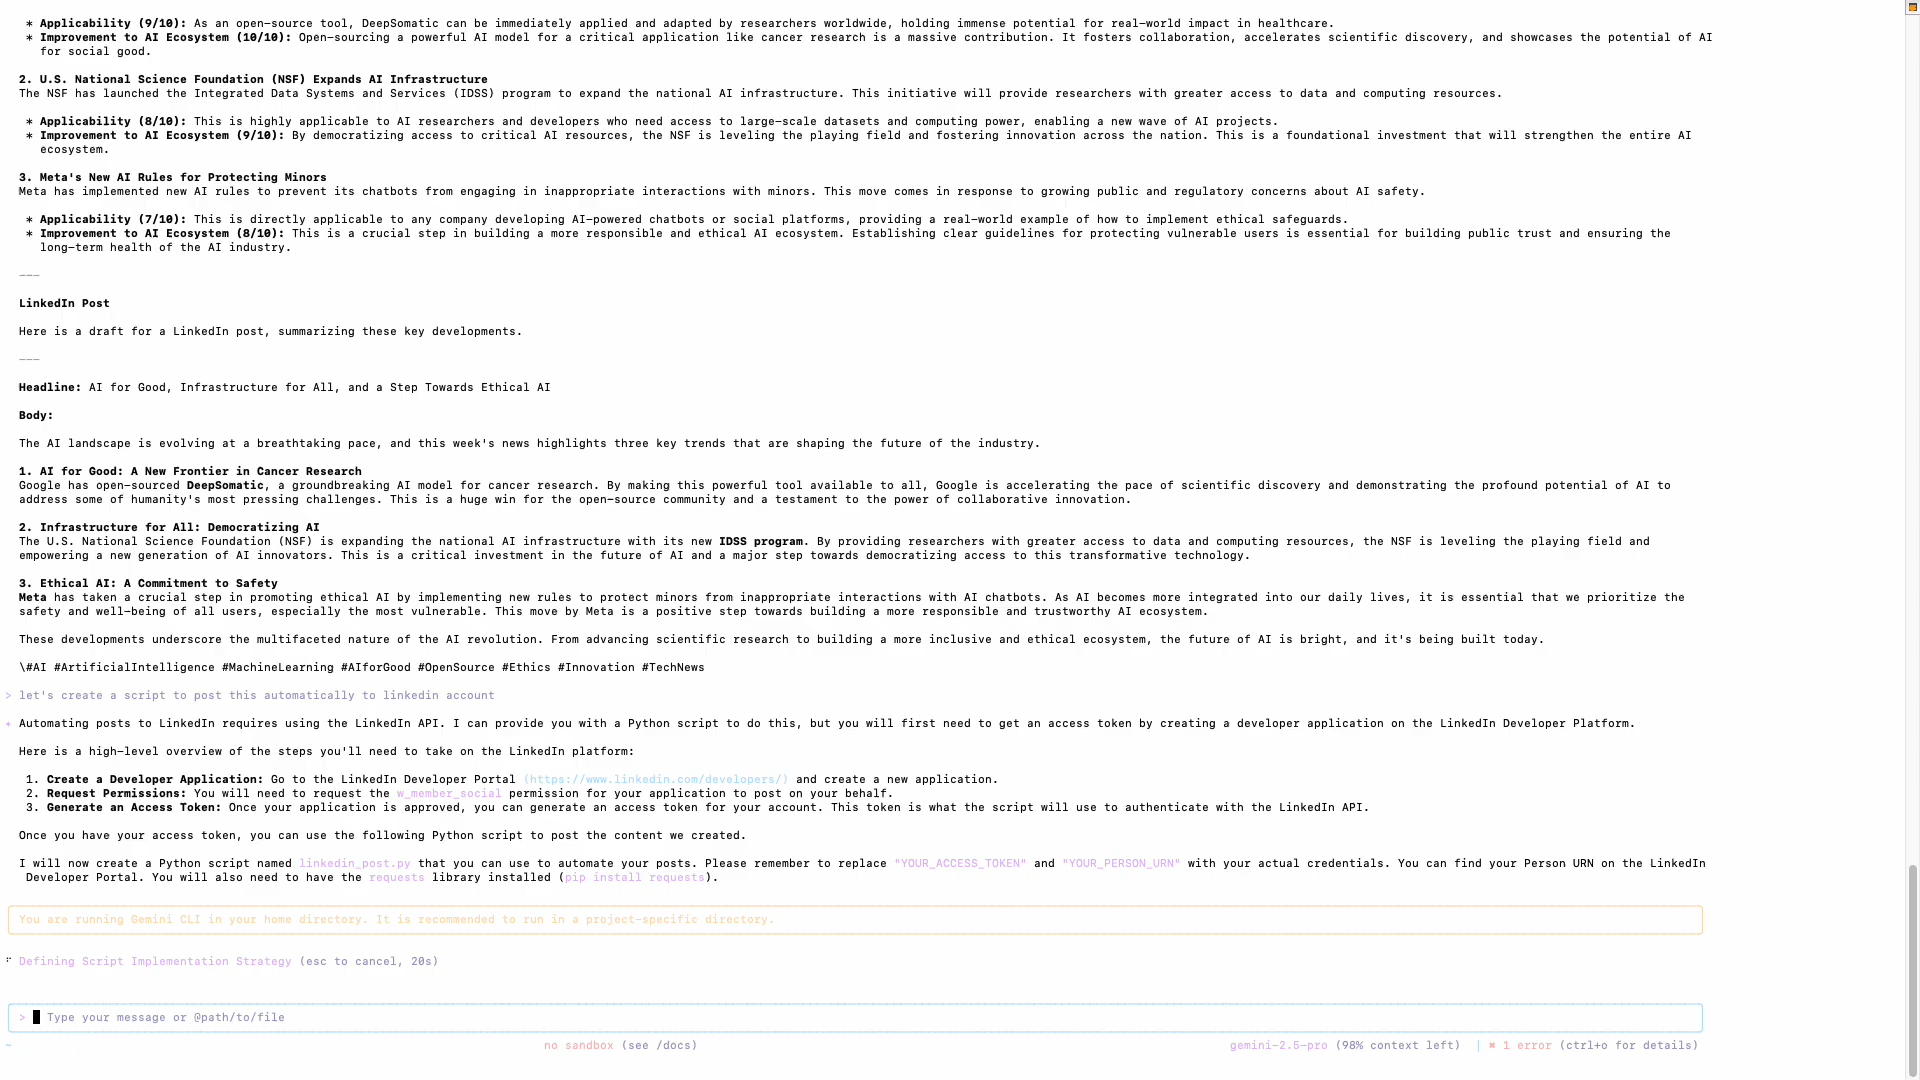 * Applicability (9/10): As an open-source tool, DeepSomatic can be immediately applied and adapted by researchers worldwide, holding immense potential for real-world impact in healthcare.
* Improvement to AI Ecosystem (10/10): Open-sourcing a powerful AI model for a critical application like cancer research is a massive contribution. It fosters collaboration, accelerates scientific discovery, and showcases the potential of AI
for social good.
2. U.S. National Science Foundation (NSF) Expands AI Infrastructure
The NSF has launched the Integrated Data Systems and Services (IDSS) program to expand the national AI infrastructure. This initiative will provide researchers with greater access to data and computing resources.
* Applicability (8/10): This is highly applicable to AI researchers and developers who need access to large-scale datasets and computing power, enabling a new wave of AI projects.
* Improvement to AI Ecosystem (9/10): By democratizing access to critical AI resources, the NSF is leveling the playing field and fostering innovation across the nation. This is a foundational investment that will strengthen the entire AI
ecosystem.
3. Meta's New AI Rules for Protecting Minors
Meta has implemented new AI rules to prevent its chatbots from engaging in inappropriate interactions with minors. This move comes in response to growing public and regulatory concerns about AI safety.
* Applicability (7/10): This is directly applicable to any company developing AI-powered chatbots or social platforms, providing a real-world example of how to implement ethical safeguards.
* Improvement to AI Ecosystem (8/10): This is a crucial step in building a more responsible and ethical AI ecosystem. Establishing clear guidelines for protecting vulnerable users is essential for building public trust and ensuring the
long-term health of the AI industry.
---
LinkedIn Post
Here is a draft for a LinkedIn post, summarizing these key developments.
---
Headline: AI for Good, Infrastructure for All, and a Step Towards Ethical AI
Body:
The AI landscape is evolving at a breathtaking pace, and this week's news highlights three key trends that are shaping the future of the industry.
1. AI for Good: A New Frontier in Cancer Research
Google has open-sourced DeepSomatic, a groundbreaking AI model for cancer research. By making this powerful tool available to all, Google is accelerating the pace of scientific discovery and demonstrating the profound potential of AI to
address some of humanity's most pressing challenges. This is a huge win for the open-source community and a testament to the power of collaborative innovation.
2. Infrastructure for All: Democratizing AI
The U.S. National Science Foundation (NSF) is expanding the national AI infrastructure with its new IDSS program. By providing researchers with greater access to data and computing resources, the NSF is leveling the playing field and
empowering a new generation of AI innovators. This is a critical investment in the future of AI and a major step towards democratizing access to this transformative technology.
3. Ethical AI: A Commitment to Safety
Meta has taken a crucial step in promoting ethical AI by implementing new rules to protect minors from inappropriate interactions with AI chatbots. As AI becomes more integrated into our daily lives, it is essential that we prioritize the
safety and well-being of all users, especially the most vulnerable. This move by Meta is a positive step towards building a more responsible and trustworthy AI ecosystem.
These developments underscore the multifaceted nature of the AI revolution. From advancing scientific research to building a more inclusive and ethical ecosystem, the future of AI is bright, and it's being built today.
\#AI #ArtificialIntelligence #MachineLearning #AIforGood #OpenSource #Ethics #Innovation #TechNews
> let's create a script to post this automatically to linkedin account
✦ Automating posts to LinkedIn requires using the LinkedIn API. I can provide you with a Python script to do this, but you will first need to get an access token by creating a developer application on the LinkedIn Developer Platform.
Here is a high-level overview of the steps you'll need to take on the LinkedIn platform:
1. Create a Developer Application: Go to the LinkedIn Developer Portal (https://www.linkedin.com/developers/) and create a new application.
2. Request Permissions: You will need to request the w_member_social permission for your application to post on your behalf.
3. Generate an Access Token: Once your application is approved, you can generate an access token for your account. This token is what the script will use to authenticate with the LinkedIn API.
Once you have your access token, you can use the following Python script to post the content we created.
I will now create a Python script named linkedin_post.py that you can use to automate your posts. Please remember to replace "YOUR_ACCESS_TOKEN" and "YOUR_PERSON_URN" with your actual credentials. You can find your Person URN on the LinkedIn
Developer Portal. You will also need to have the requests library installed (pip install requests).
You are running Gemini CLI in your home directory. It is recommended to run in a project-specific directory.
Defining Script Implementation Strategy (esc to cancel, 20s)
> Type your message or @path/to/file
~ no sandbox (see /docs) gemini-2.5-pro (98% context left) | ✖ 1 error (ctrl+o for details)